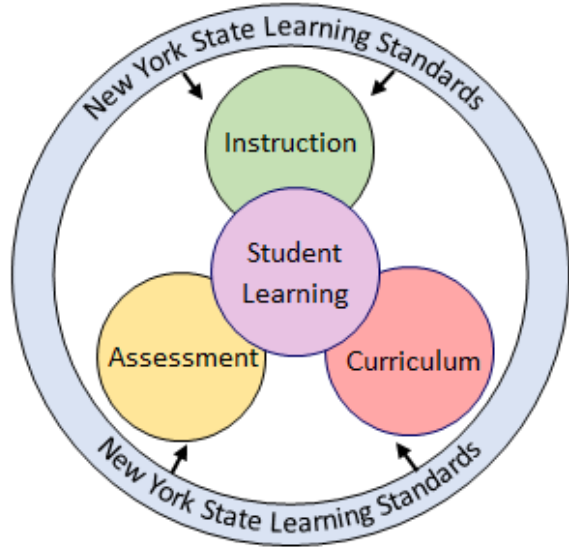 New York State Learning Standards
Instruction
Student
Learning
Assessment
Curriculum
New York State Learning Standards